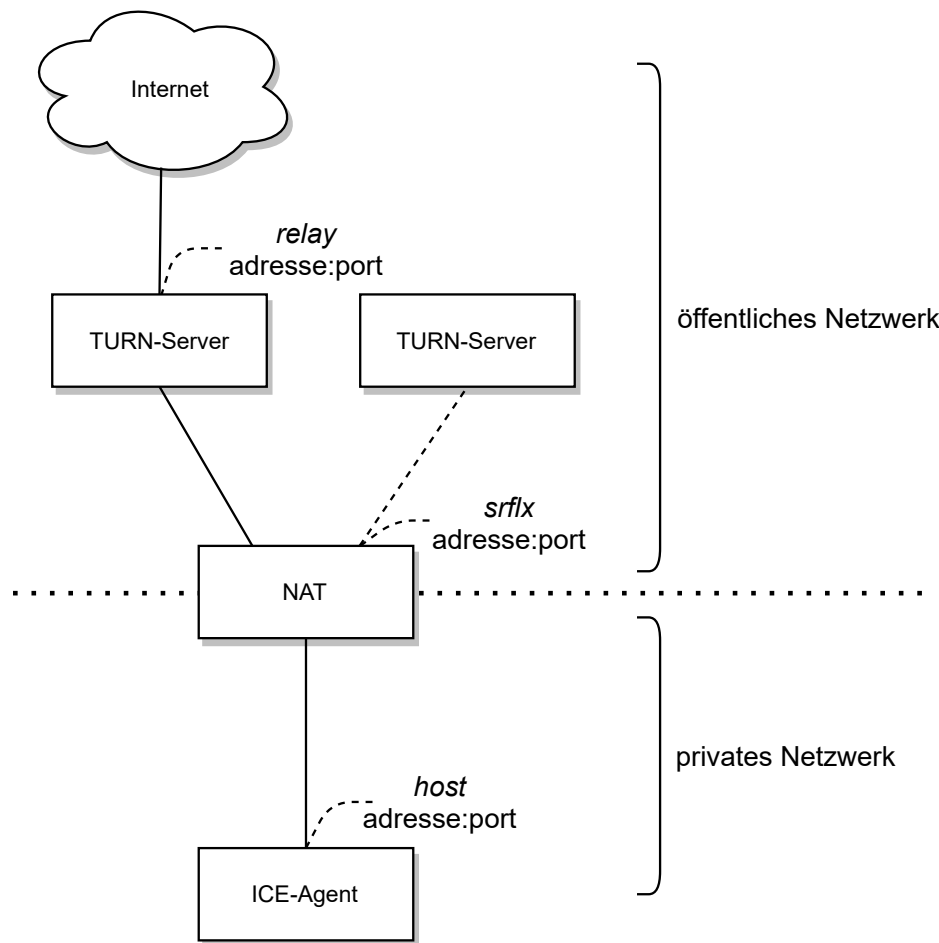 Internet
relay
adresse:port
TURN-Server
TURN-Server
öffentliches Netzwerk
srflx
adresse:port
NAT
privates Netzwerk
host
adresse:port
ICE-Agent